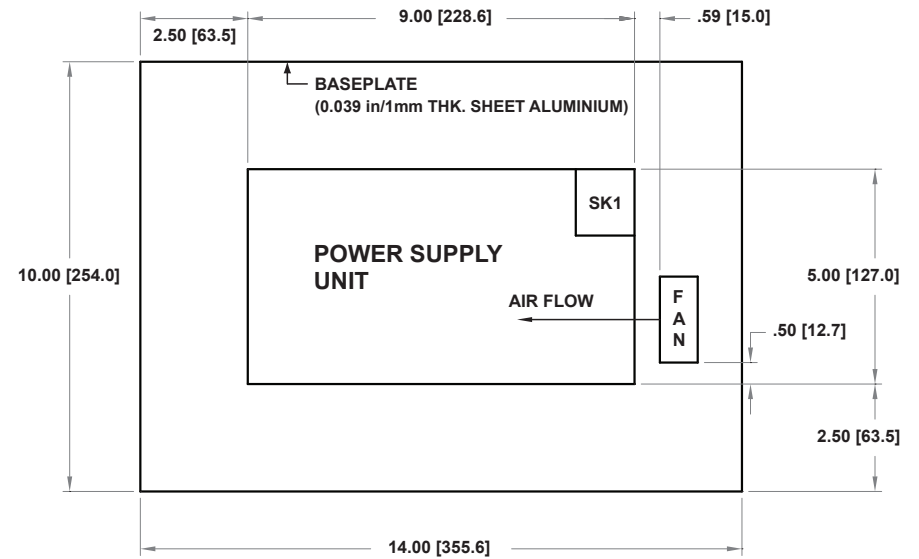 9.00 [228.6]
.59 [15.0]
2.50 [63.5]
BASEPLATE
(0.039 in/1mm THK. SHEET ALUMINIUM)
SK1
POWER SUPPLY
UNIT
10.00 [254.0]
5.00 [127.0]
AIR FLOW
F
A
N
.50 [12.7]
2.50 [63.5]
14.00 [355.6]